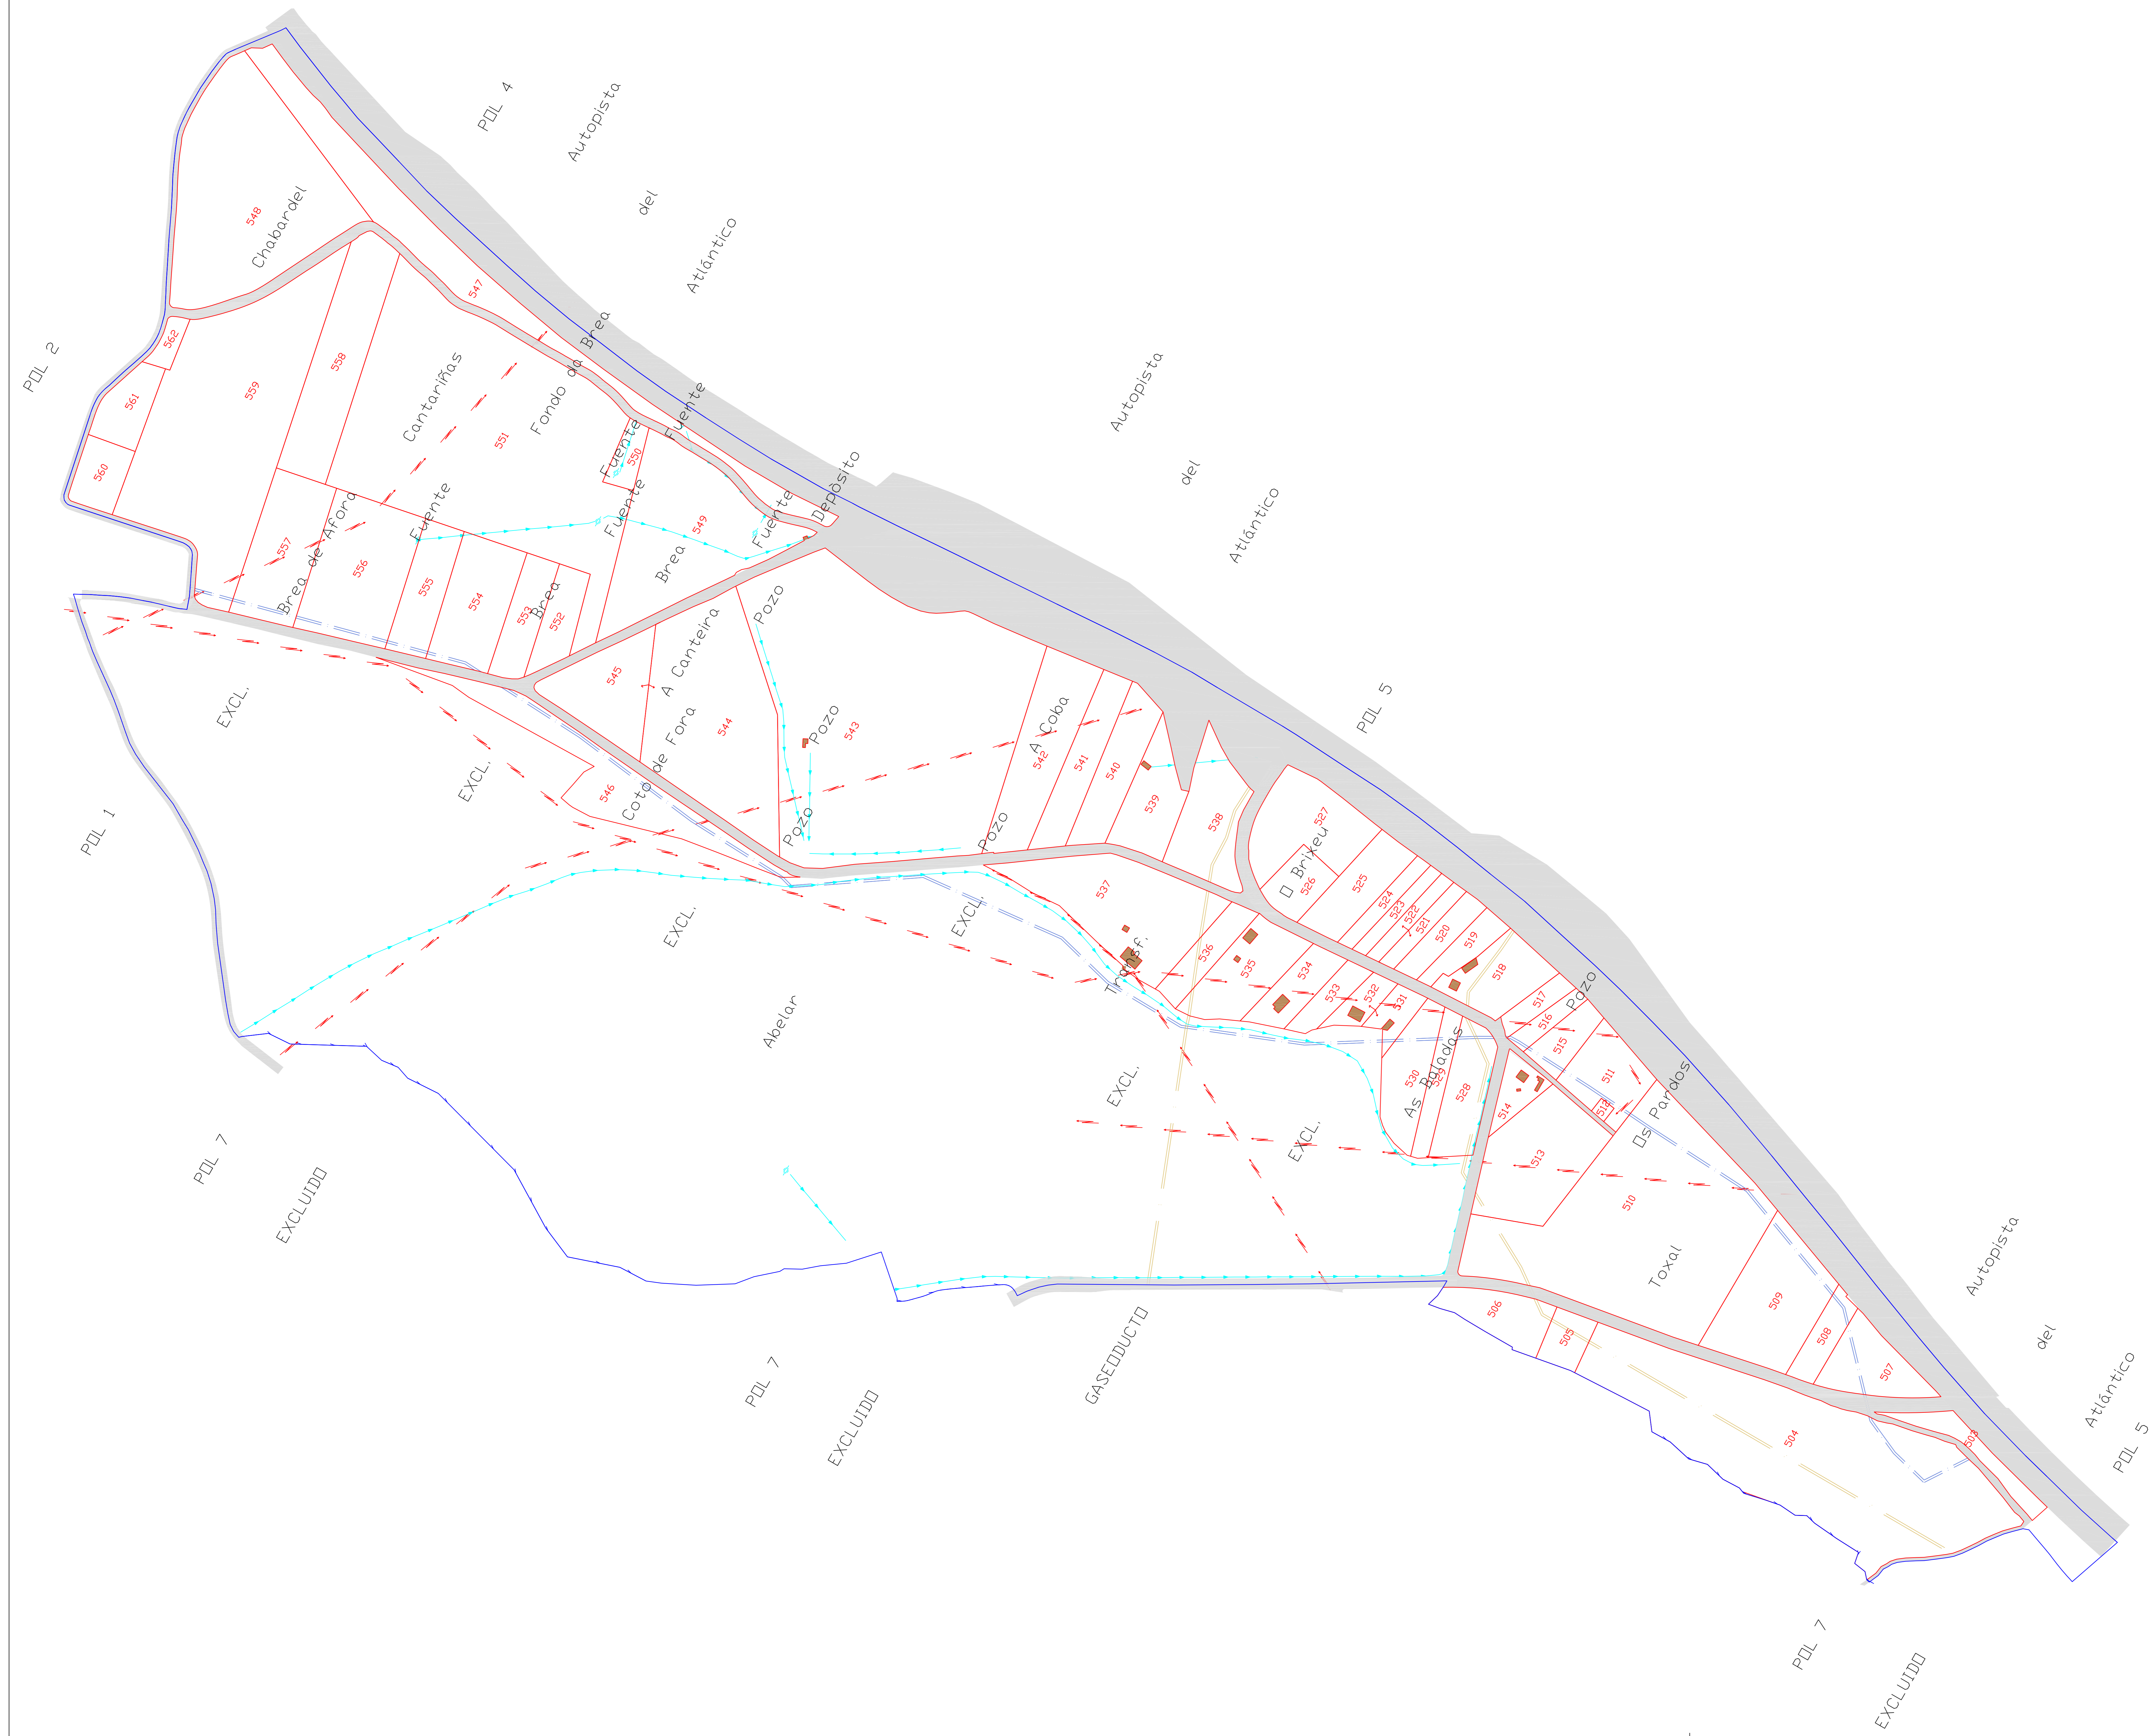 POL 4
Autopista
del
Atlántico
548
Chabardel
547
POL 2
562
561
560
559
558
Cantariñas
551
Fondo da Brea
Fuente
Fuente
550
Fuente
549
Fuente
Depósito
Brea
Fuente
557
Brea de Afora
556
555
554
553
Brea
552
EXCL.
EXCL.
545
A Canteira
Pozo
544
Coto de Fora
546
Pozo
543
Pozo
Pozo
542
A Coba
541
540
539
538
Autopista
del
Atlántico
POL 5
POL 1
EXCL.
EXCL.
537
Transf.
536
535
534
533
532
531
527
O Brixeu
526
525
524
523
522
521
520
519
518
517
516
515
Pozo
511
512
Os Pardos
514
513
530
529
As Baladas
528
EXCL.
EXCL.
Abelar
POL 7
EXCLUIDO
POL 7
EXCLUIDO
GASEODUCTO
510
Toxal
509
508
507
506
505
504
503
Autopista
del
Atlántico
POL 5
POL 7
EXCLUIDO